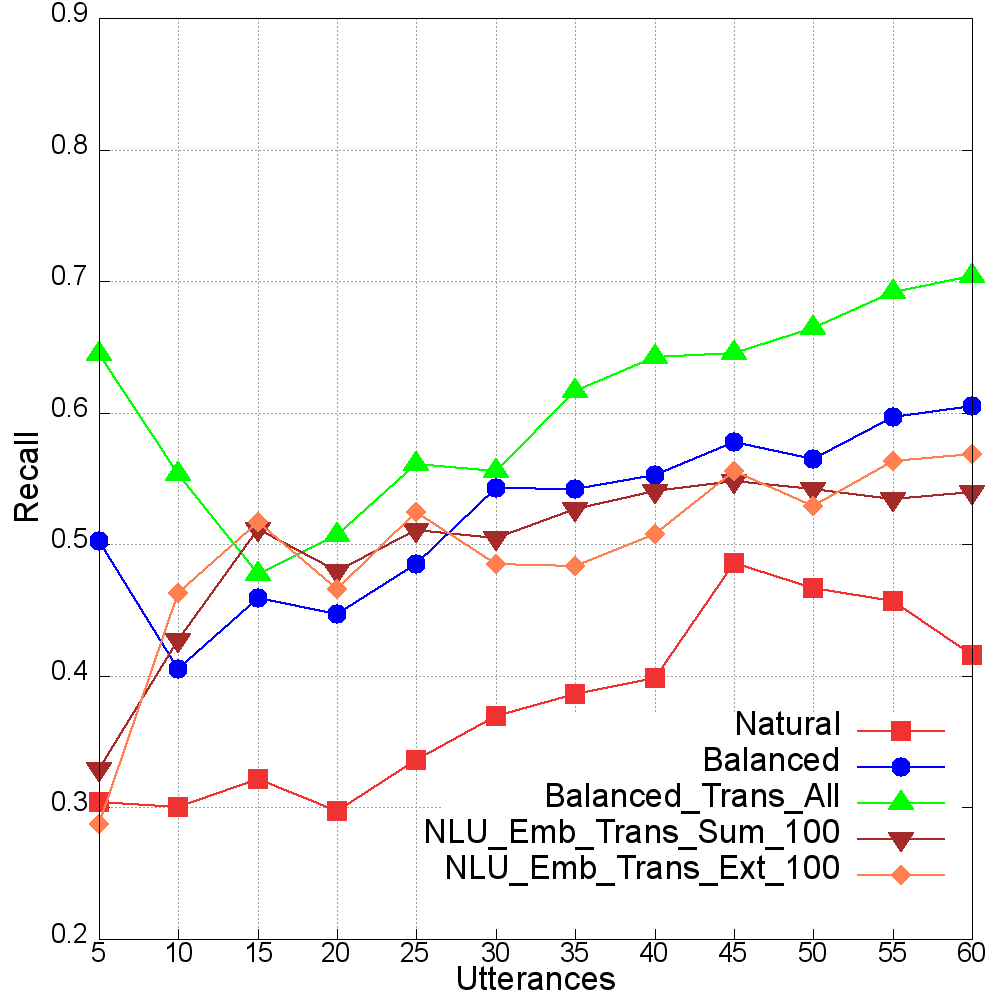 0.9
0.8
0.7
0.6
0.5
0.4
0.3
0.2
Recall
Natural
Balanced
Balanced_Trans_All
NLU_Emb_Trans_Sum_100
NLU_Emb_Trans_Ext_100
5 10 15 20 25 30 35 40 45 50 55 60
Utterances